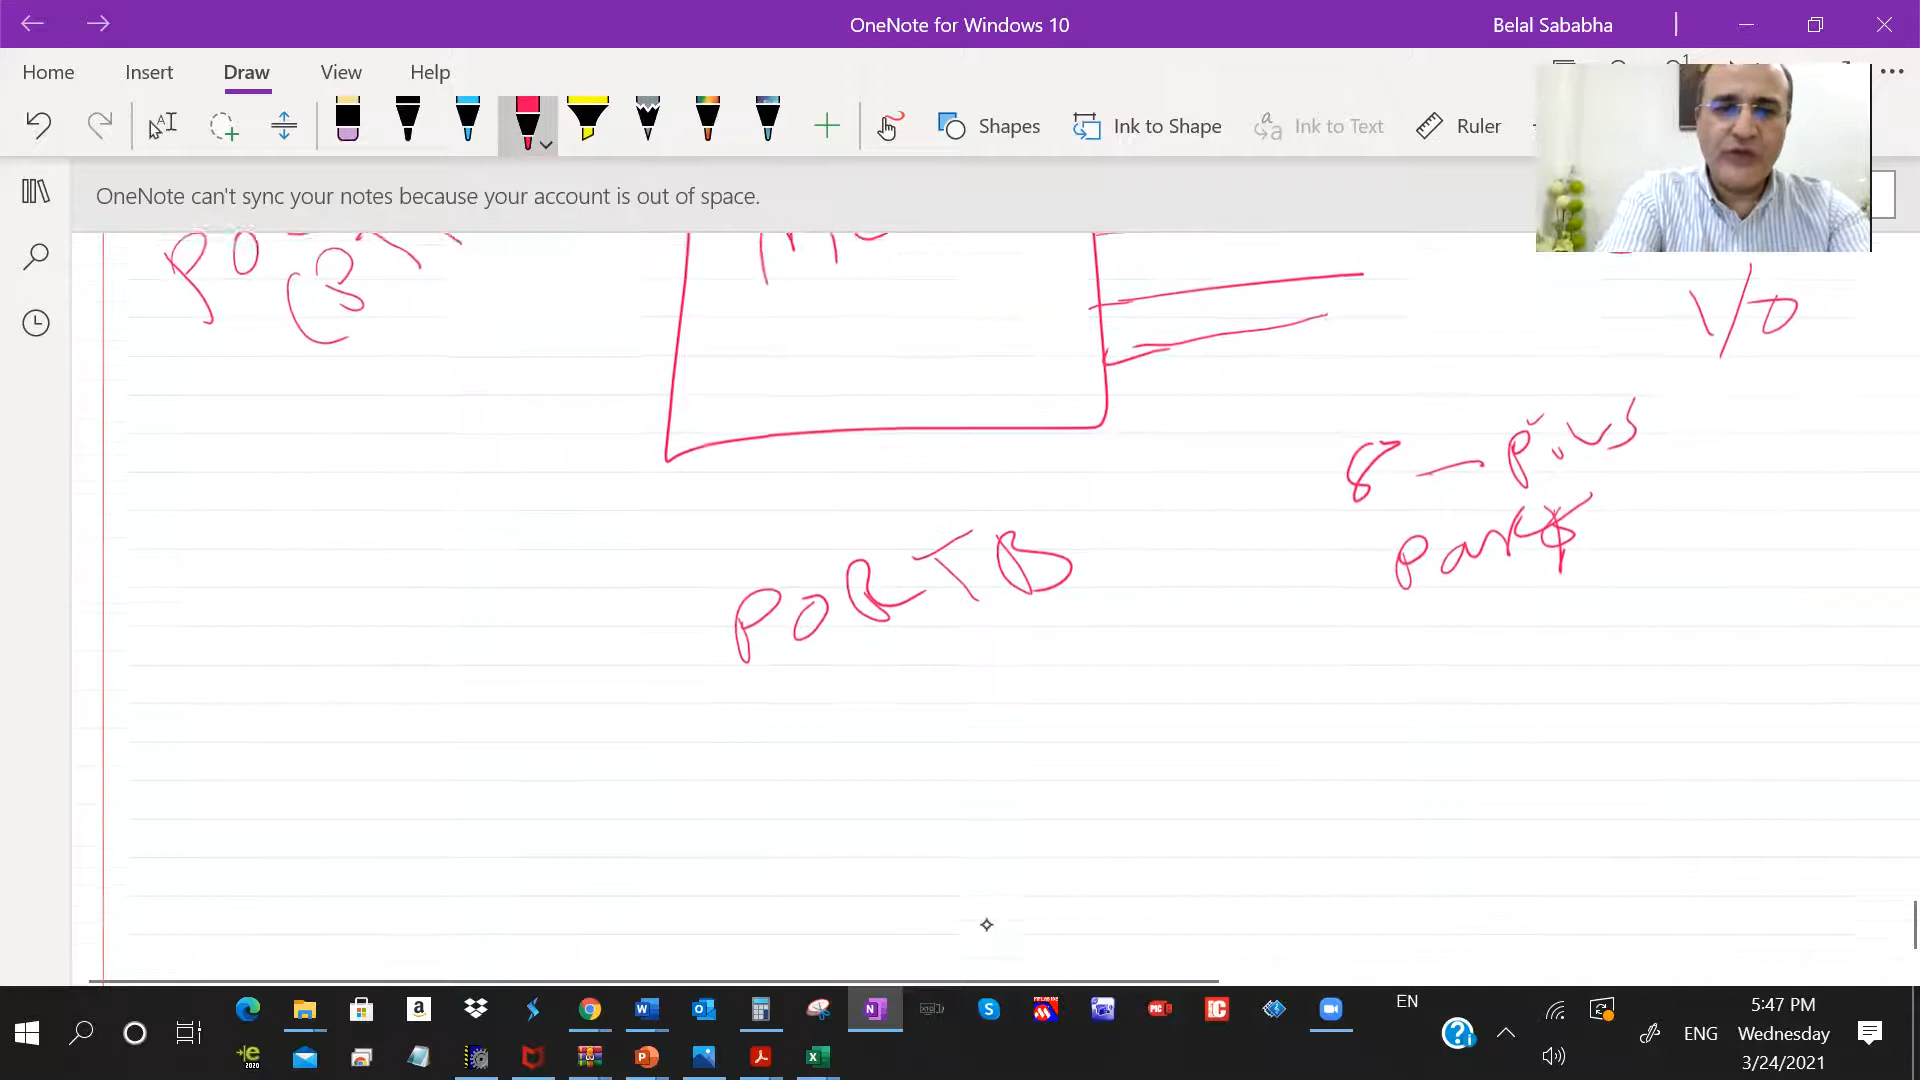 OneNote for Windows 10
Belal Sababha
Home Insert Draw View Help
Shapes Ink to Shape Ink to Text Ruler
OneNote can't sync your notes because your account is out of space.
I/O
8 — pins
PORTB
EN
5:47 PM
ENG Wednesday
3/24/2021